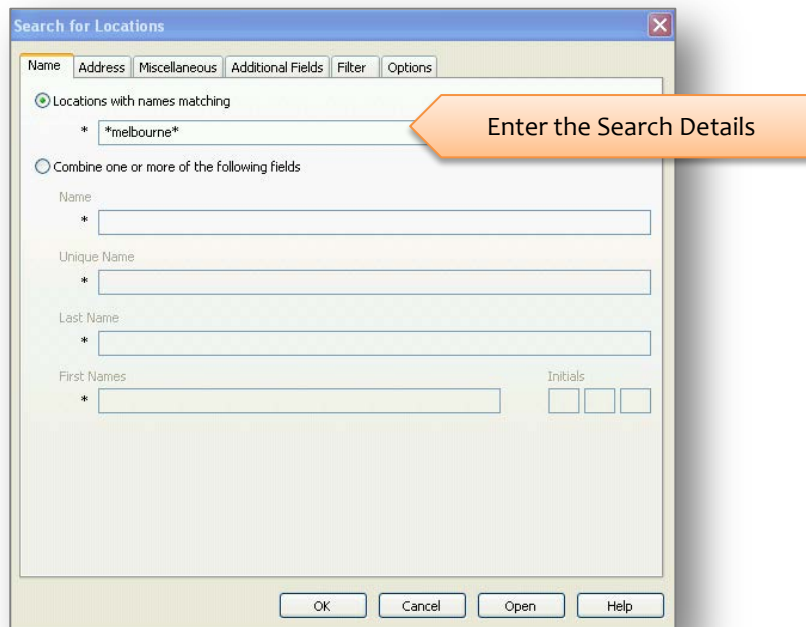 Search for Locations
Name Address Miscellaneous Additional Fields Filter Options
Locations with names matching
* *melbourne*
Enter the Search Details
Combine one or more of the following fields
Name
*
Unique Name
*
Last Name
*
First Names Initials
*
OK Cancel Open Help